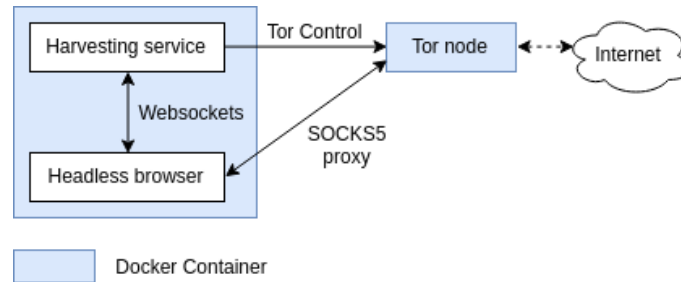 Harvesting service
Tor Control
Tor node
Internet
Websockets
SOCKS5
proxy
Headless browser
Docker Container